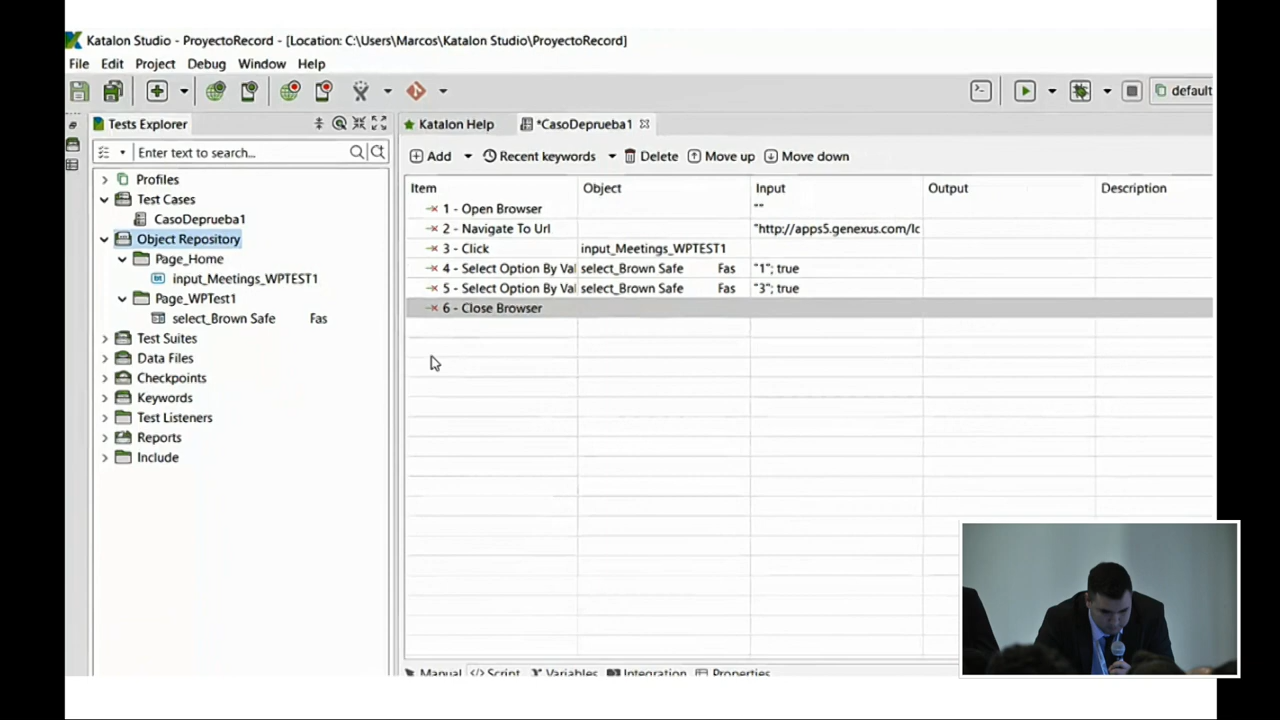 Katalon Studio - ProyectoRecord - [Location: C:\Users\Marcos\Katalon Studio\ProyectoRecord]
File Edit Project Debug Window Help
default
Tests Explorer
Enter text to search...
Profiles
Test Cases
CasoDeprueba1
Object Repository
Page_Home
input_Meetings_WPTEST1
Page_WPTest1
select_Brown Safe Fas
Test Suites
Data Files
Checkpoints
Keywords
Test Listeners
Reports
Include
Katalon Help *CasoDeprueba1
Add Recent keywords Delete Move up Move down
Item Object Input Output Description
1 - Open Browser ""
2 - Navigate To Url "http://apps5.genexus.com/Ic
3 - Click input_Meetings_WPTEST1
4 - Select Option By Val select_Brown Safe Fas "1"; true
5 - Select Option By Val select_Brown Safe Fas "3"; true
6 - Close Browser
Manual </> Script Variables Integration Properties